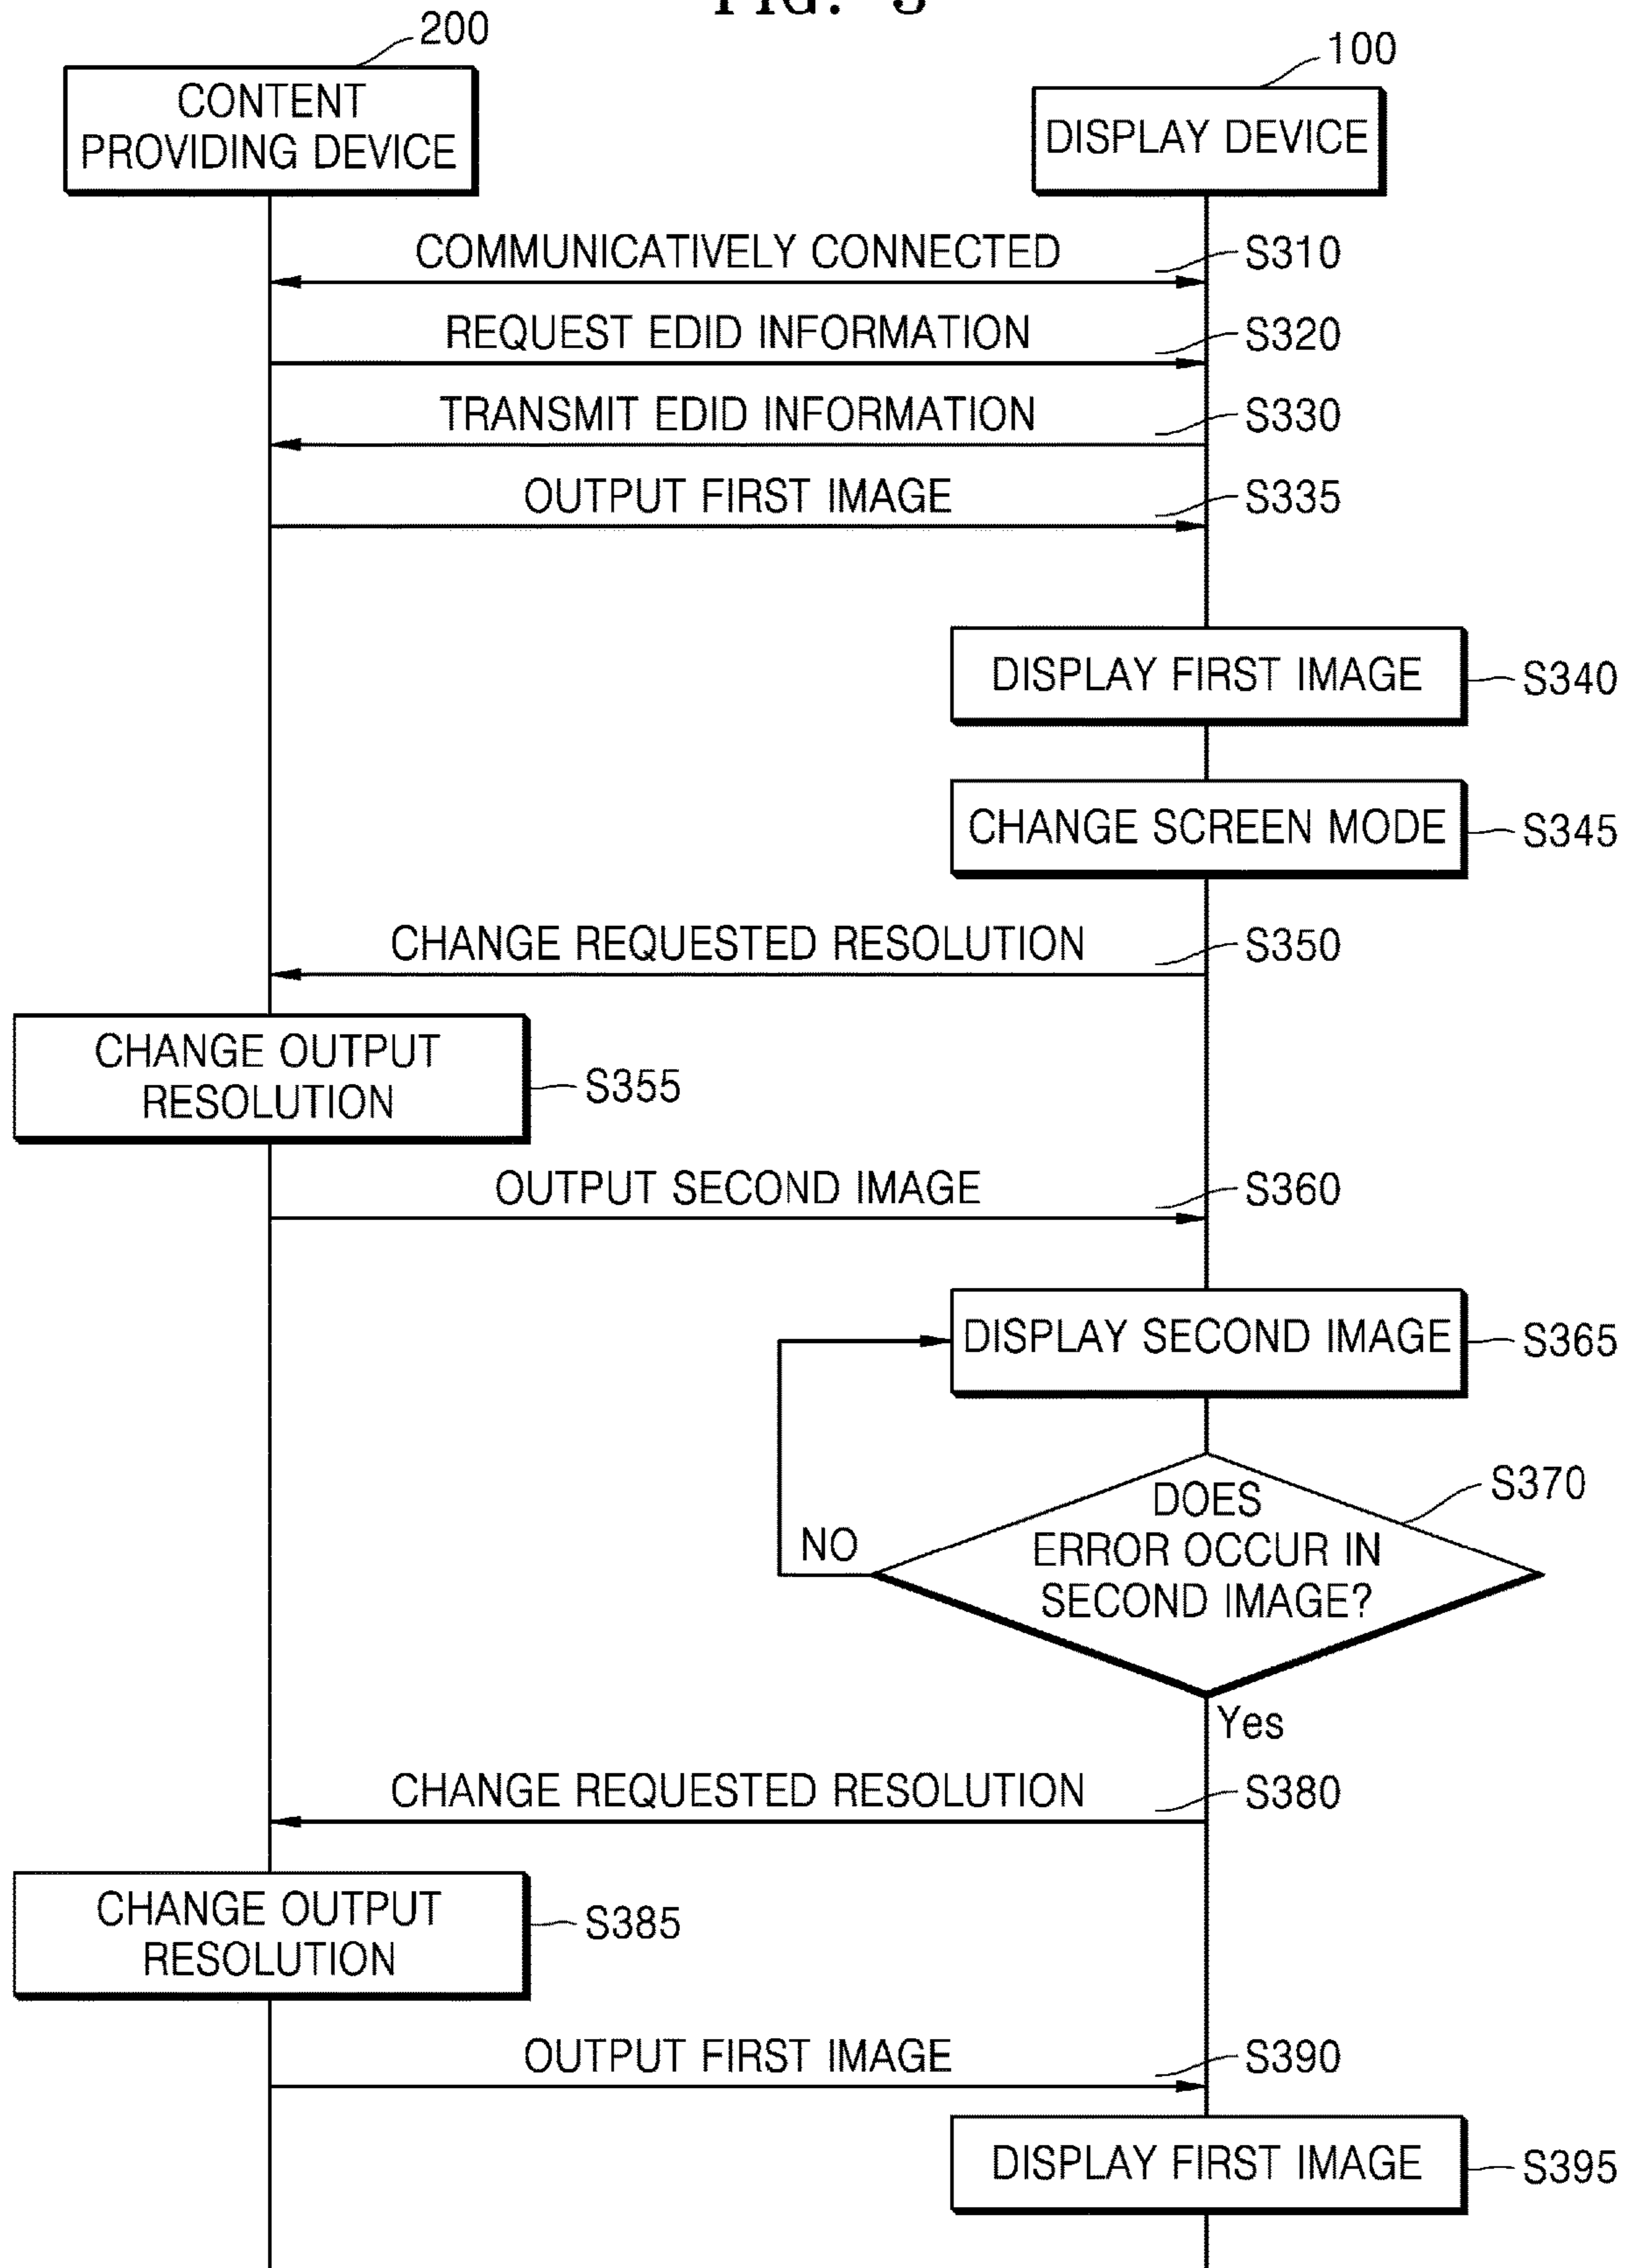 200
100
CONTENT
PROVIDING DEVICE
DISPLAY DEVICE
COMMUNICATIVELY CONNECTED
S310
REQUEST EDID INFORMATION
S320
TRANSMIT EDID INFORMATION
S330
OUTPUT FIRST IMAGE
S335
DISPLAY FIRST IMAGE
S340
CHANGE SCREEN MODE
S345
CHANGE REQUESTED RESOLUTION
S350
CHANGE OUTPUT
RESOLUTION
S355
OUTPUT SECOND IMAGE
S360
DISPLAY SECOND IMAGE
S365
DOES
ERROR OCCUR IN
SECOND IMAGE?
S370
NO
Yes
CHANGE REQUESTED RESOLUTION
S380
CHANGE OUTPUT
RESOLUTION
S385
OUTPUT FIRST IMAGE
S390
DISPLAY FIRST IMAGE
S395